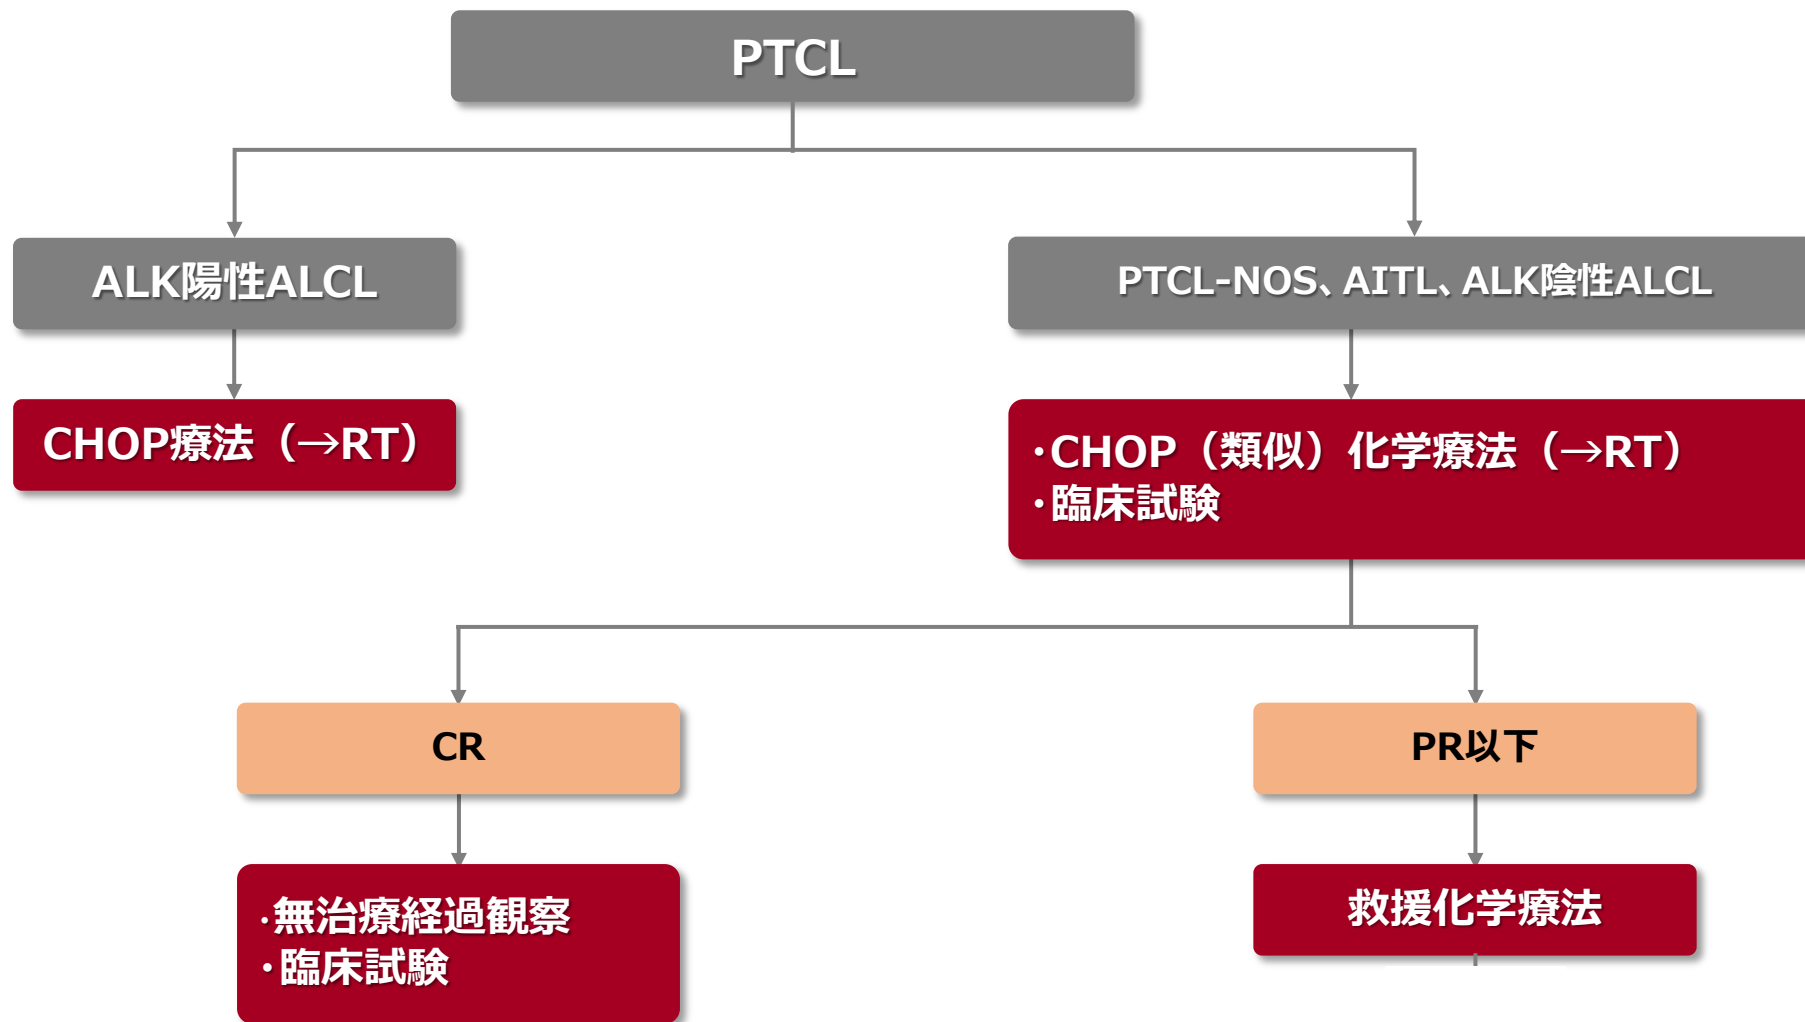 PTCL
ALK陽性ALCL
PTCL-NOS、AITL、ALK陰性ALCL
CHOP療法（→RT）
・CHOP（類似）化学療法（→RT）
・臨床試験
CR
PR以下
・無治療経過観察
・臨床試験
救援化学療法